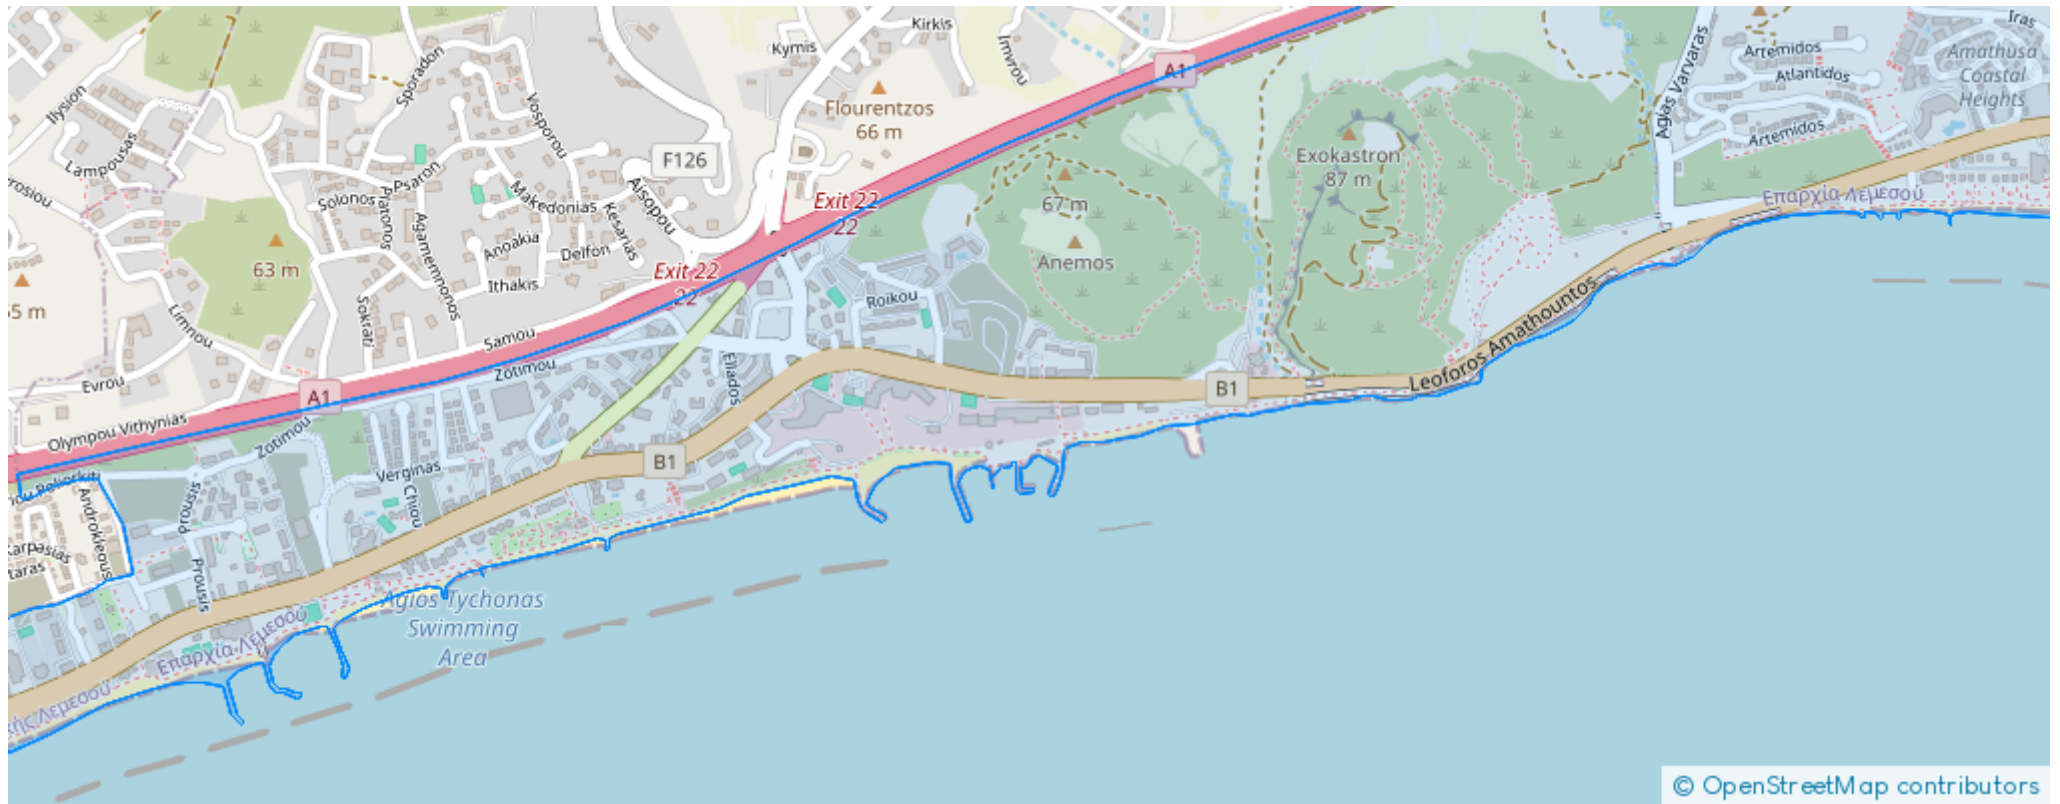 Kirkis
Iras
Kymis
Imvrou
Artemidos
Amathusa
Coastal
Heights
Sporadon
A1
Atlantidos
Ilysion
Vosporou
Flourentzos
66 m
Agias Varvaras
Artemidos
Lampousas
F126
Exokastron
87 m
Psaron
Platonos
Makedonias
Aisopou
Solonos
Kesarias
Exit 22
22
67 m
Επαρχία Λεμεσού
Agamemnonos
Anoakia
Delfon
63 m
Exit 22
22
Anemos
Ithakis
Roikou
Sokrati
Limnou
Samou
Leoforos Amathountos
Zotimou
Ellados
Evrou
A1
B1
Olympou Vithynias
Zotimou
B1
Verginas
Chiou
Androkleous
Prousis
Karpasias
Prousis
Agios Tychonas
Swimming
Area
Επαρχία Λεμεσού
Λεμεσού
© OpenStreetMap contributors